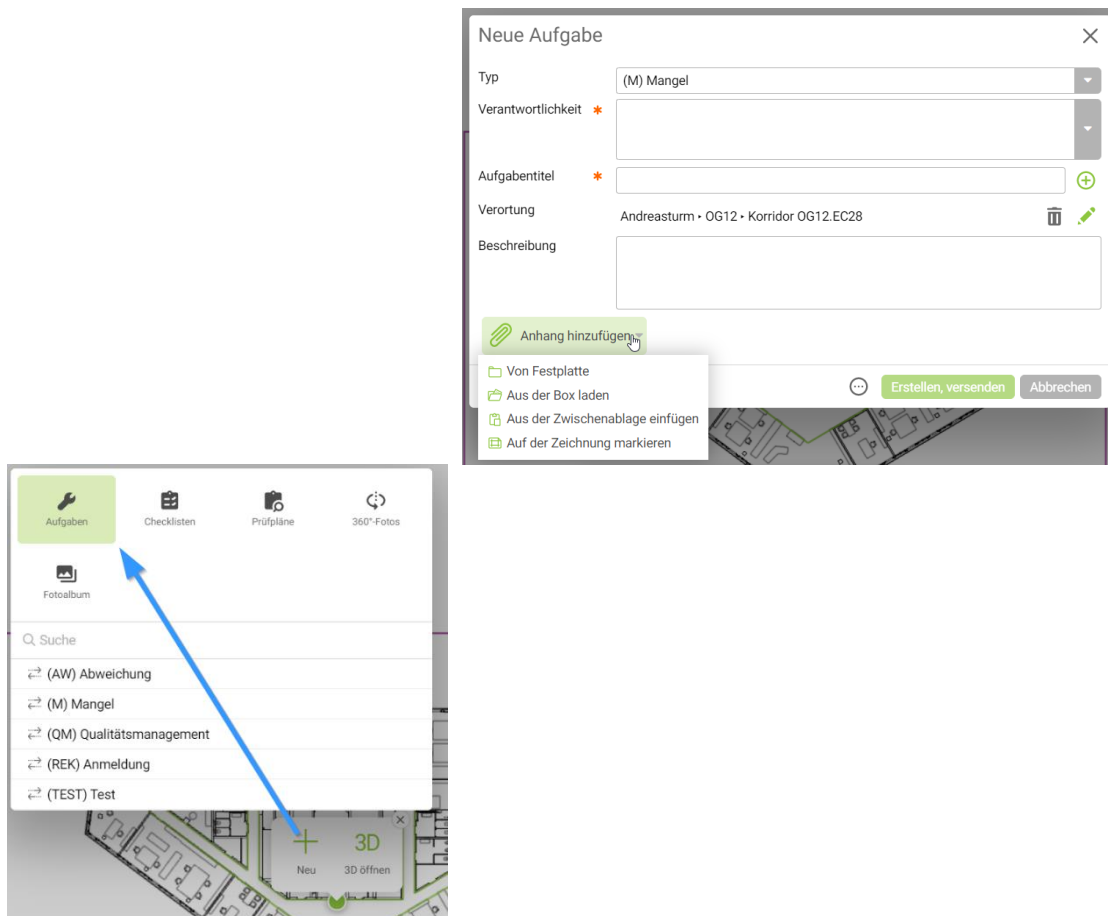 Neue Aufgabe
Typ
(M) Mangel
Verantwortlichkeit *
Aufgabentitel *
Verortung
Andreasturm ‣ OG12 ‣ Korridor OG12.EC28
Beschreibung
Anhang hinzufügen
Von Festplatte
Aus der Box laden
Aus der Zwischenablage einfügen
Auf der Zeichnung markieren
Erstellen, versenden
Abbrechen
Aufgaben
Checklisten
Prüfpläne
360°-Fotos
Fotoalbum
Suche
(AW) Abweichung
(M) Mangel
(QM) Qualitätsmanagement
(REK) Anmeldung
(TEST) Test
3D
Neu
3D öffnen